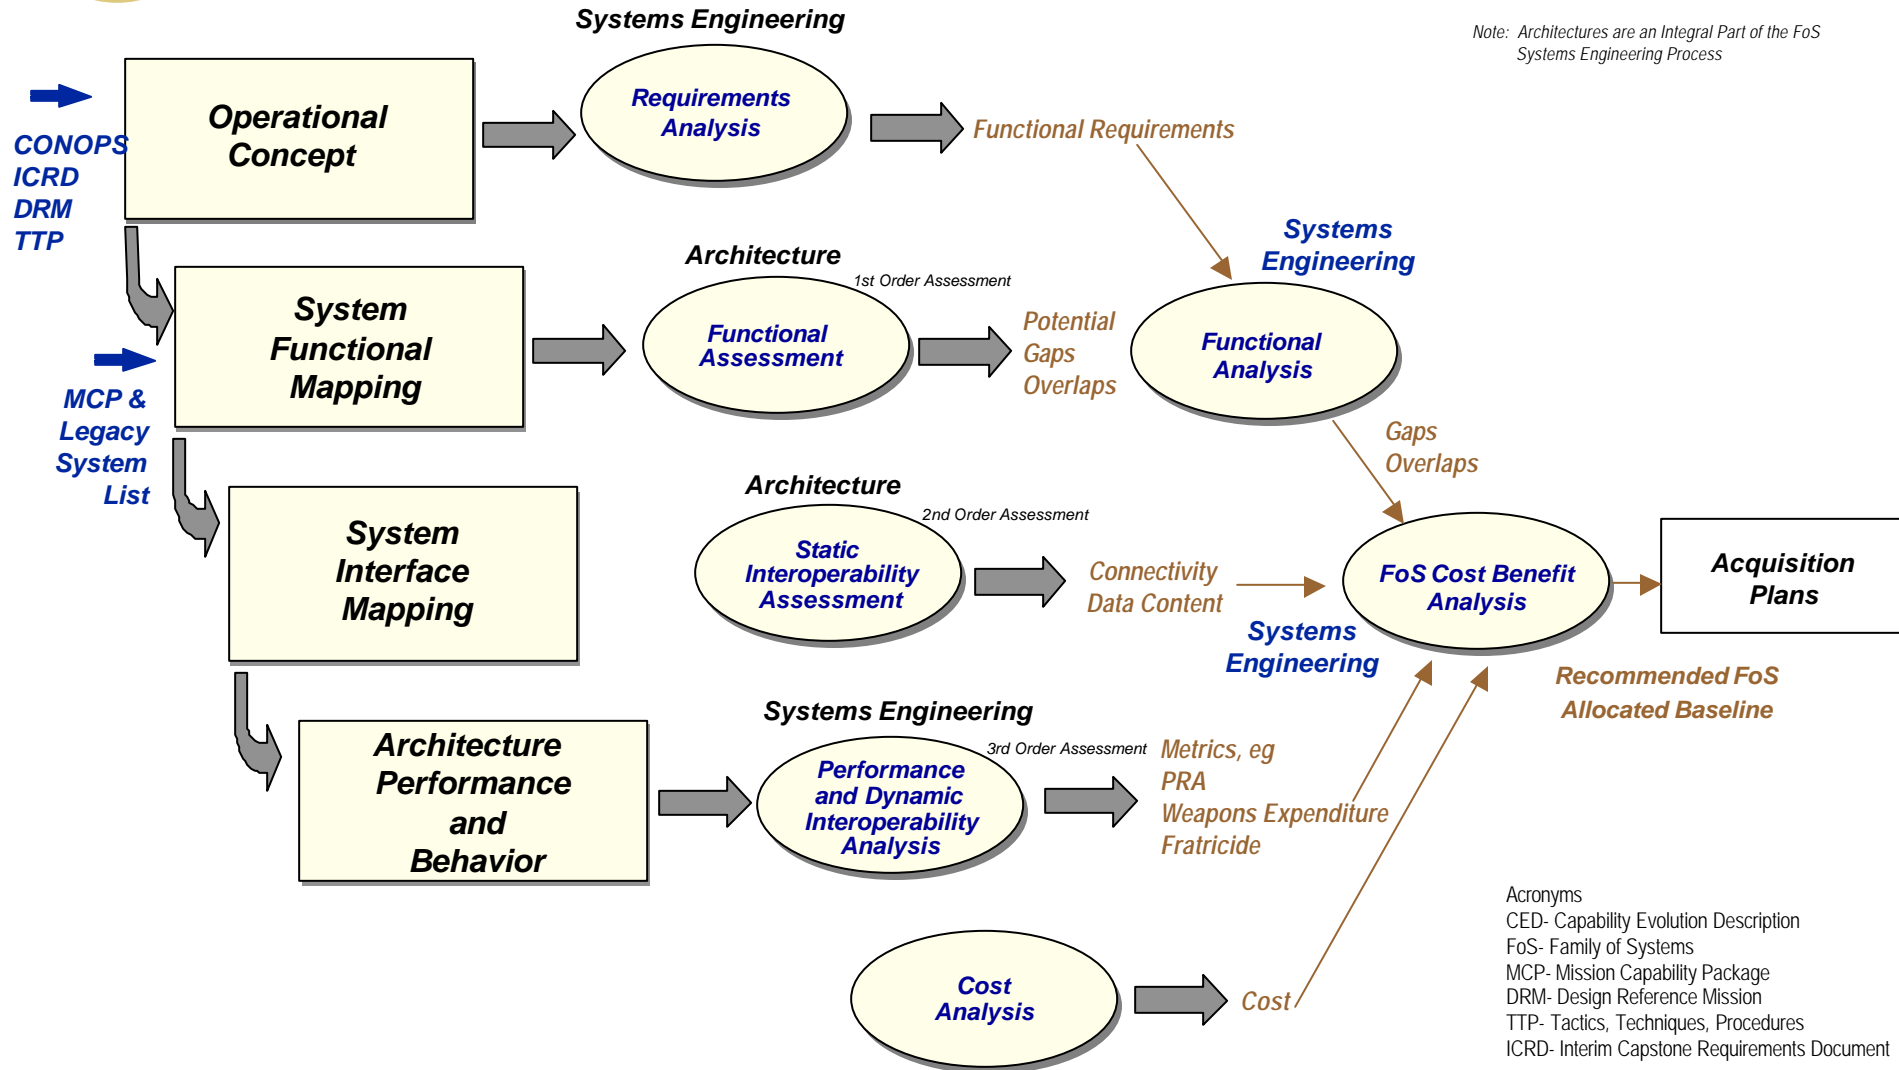 Systems Engineering
Note: Architectures are an Integral Part of the FoS
Systems Engineering Process
CONOPS
ICRD
DRM
TTP
Operational
Concept
Requirements
Analysis
Functional Requirements
MCP &
Legacy
System
List
System
Functional
Mapping
Architecture
1st Order Assessment
Functional
Assessment
Potential
Gaps
Overlaps
Systems
Engineering
Functional
Analysis
Gaps
Overlaps
System
Interface
Mapping
Architecture
2nd Order Assessment
Static
Interoperability
Assessment
Connectivity
Data Content
Systems
Engineering
FoS Cost Benefit
Analysis
Acquisition
Plans
Recommended FoS
Allocated Baseline
Architecture
Performance
and
Behavior
Systems Engineering
3rd Order Assessment
Performance
and Dynamic
Interoperability
Analysis
Metrics, eg
PRA
Weapons Expenditure
Fratricide
Cost
Analysis
Cost
Acronyms
CED- Capability Evolution Description
FoS- Family of Systems
MCP- Mission Capability Package
DRM- Design Reference Mission
TTP- Tactics, Techniques, Procedures
ICRD- Interim Capstone Requirements Document